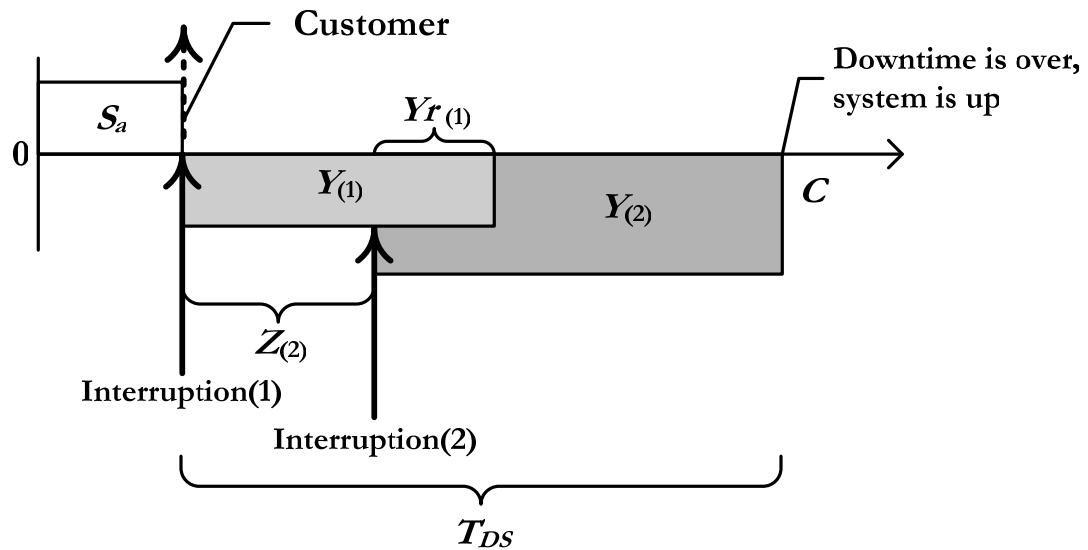 Customer
Downtime is over,
system is up
Sa
Yr(1)
0
Y(1)
Y(2)
C
Z(2)
Interruption(1)
Interruption(2)
TDS